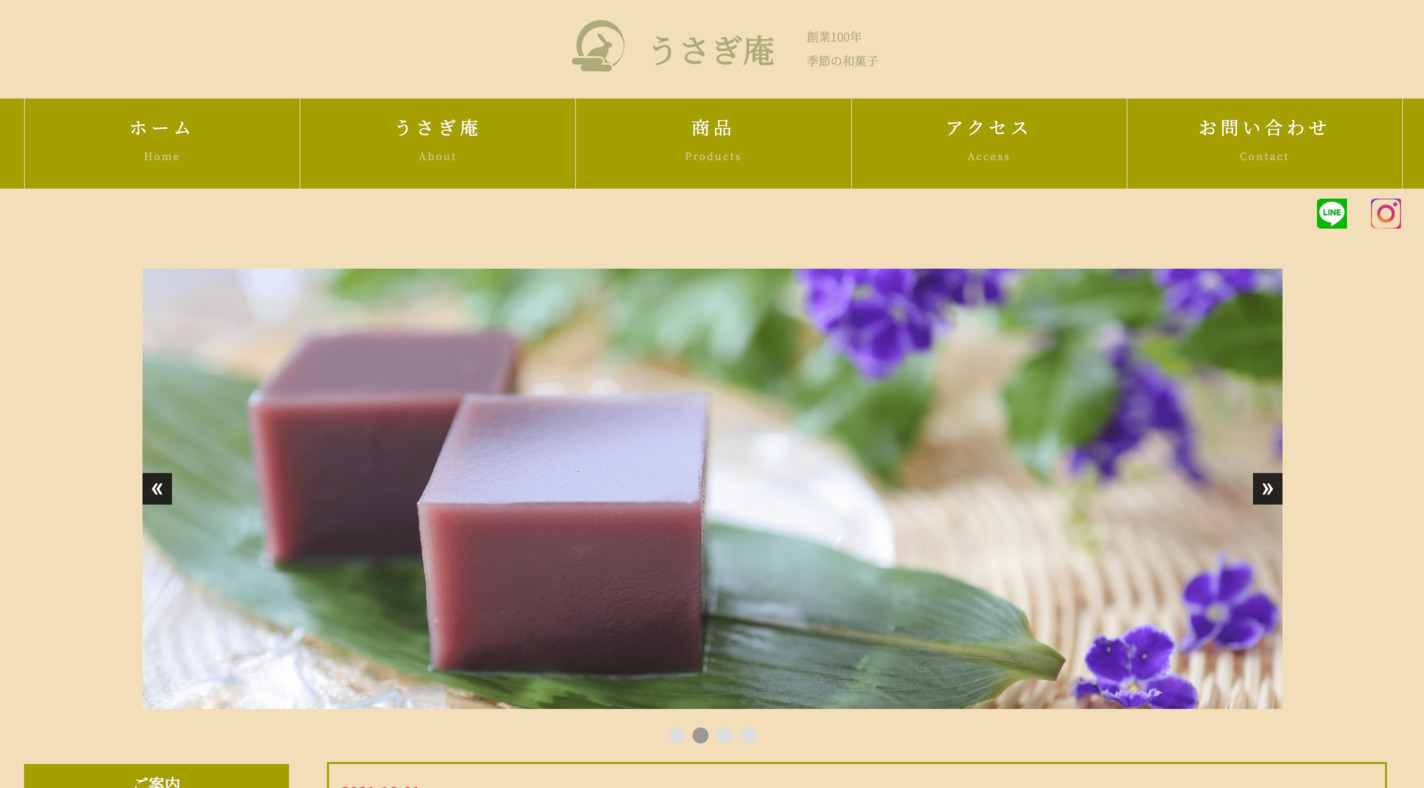 うさぎ庵
創業100年
季節の和菓子
ホーム
Home
うさぎ庵
About
商品
Products
アクセス
Access
お問い合わせ
Contact
LINE
«
»
ご案内